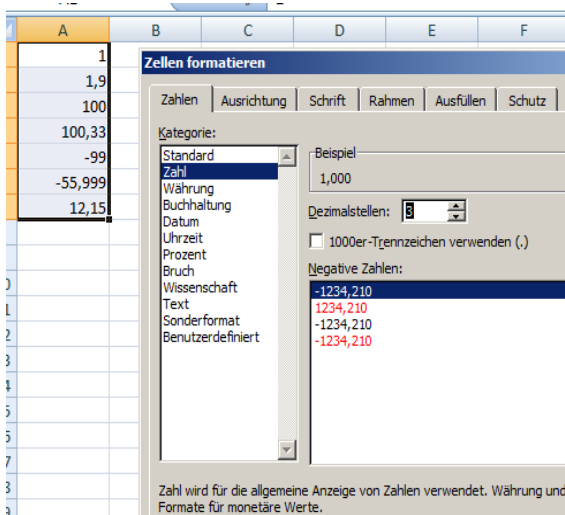 A B C D E F
1
1,9
100
100,33
-99
-55,999
12,15
Zellen formatieren
Zahlen Ausrichtung Schrift Rahmen Ausfüllen Schutz
Kategorie:
Standard
Zahl
Währung
Buchhaltung
Datum
Uhrzeit
Prozent
Bruch
Wissenschaft
Text
Sonderformat
Benutzerdefiniert
Beispiel
1,000
Dezimalstellen: 3
1000er-Trennzeichen verwenden (.)
Negative Zahlen:
-1234,210
1234,210
-1234,210
-1234,210
Zahl wird für die allgemeine Anzeige von Zahlen verwendet. Währung und
Formate für monetäre Werte.